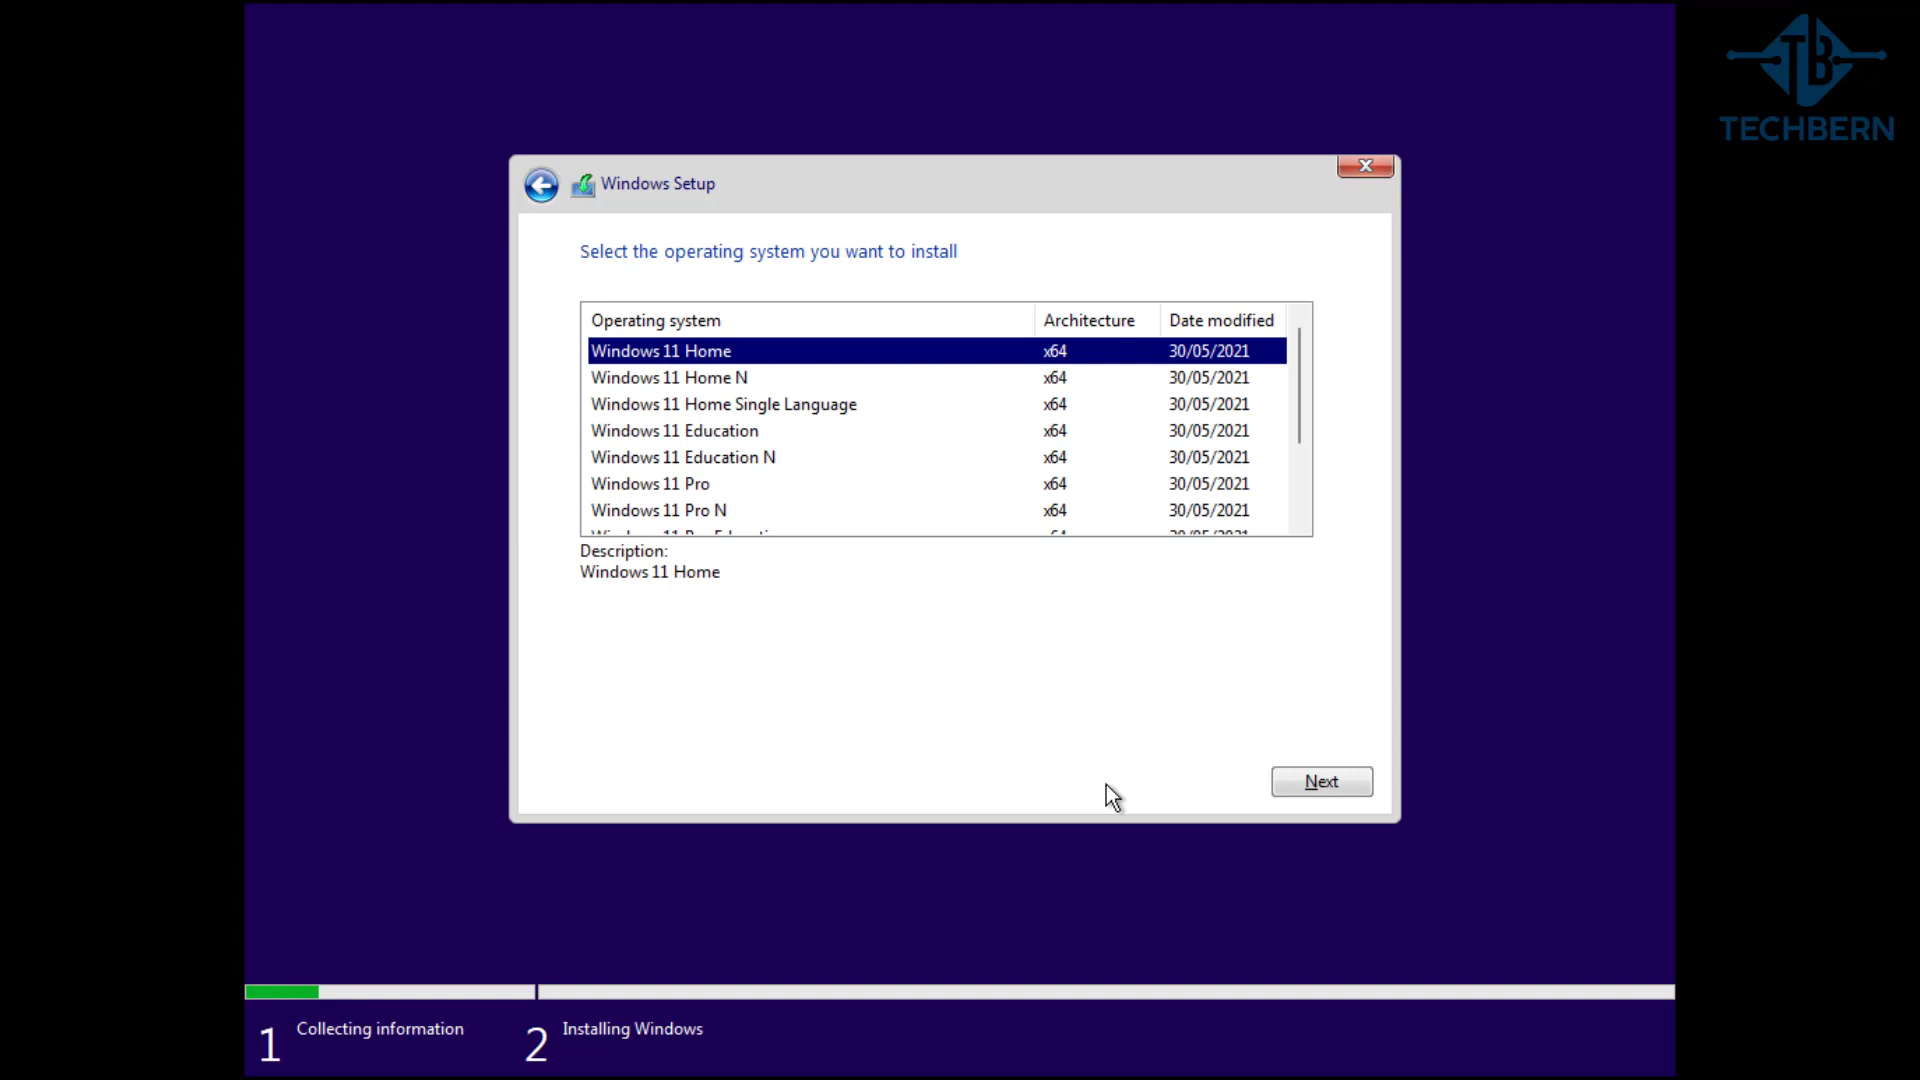 TB
TECHBERN
Windows Setup
X
Select the operating system you want to install
Operating system Architecture Date modified
Windows 11 Home x64 30/05/2021
Windows 11 Home N x64 30/05/2021
Windows 11 Home Single Language x64 30/05/2021
Windows 11 Education x64 30/05/2021
Windows 11 Education N x64 30/05/2021
Windows 11 Pro x64 30/05/2021
Windows 11 Pro N x64 30/05/2021
Description:
Windows 11 Home
Next
1 Collecting information 2 Installing Windows